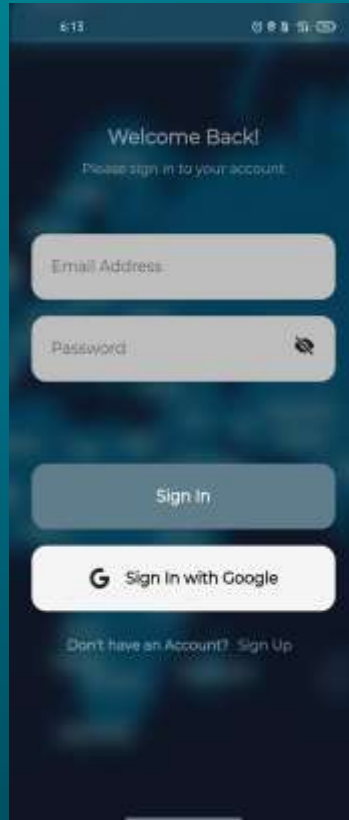 6:13
Welcome Back!
Please sign in to your account
Email Address
Password
Sign In
G Sign In with Google
Don't have an Account? Sign Up